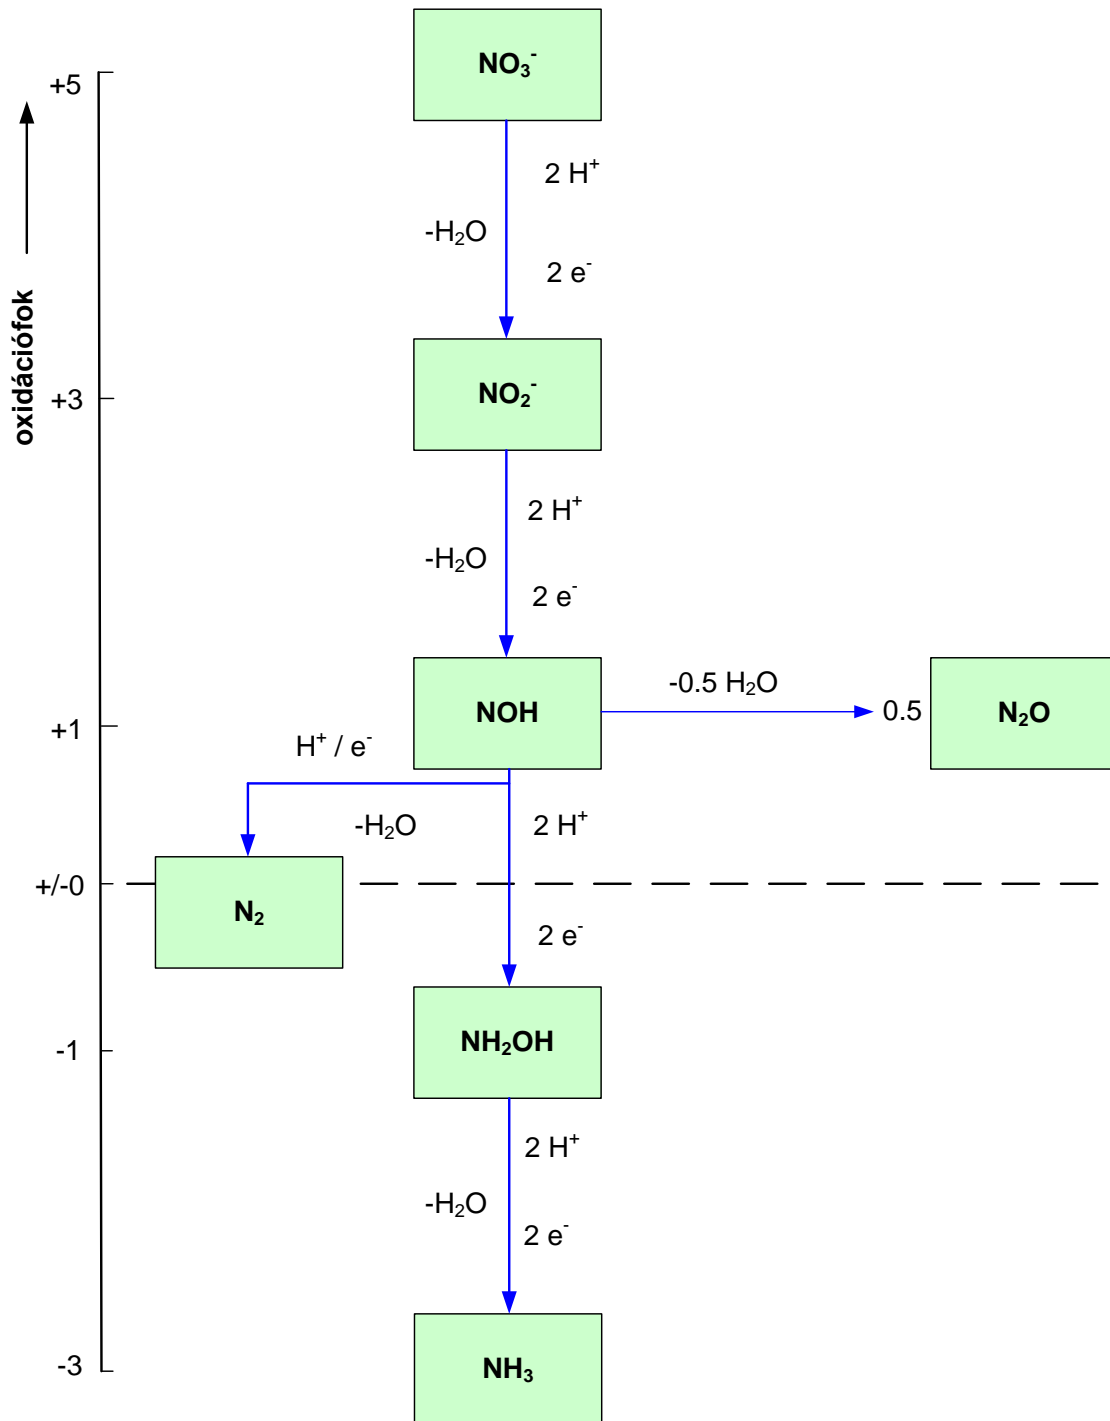 NO₃⁻
+5
2 H⁺
-H₂O
2 e⁻
oxidációfok
NO₂⁻
+3
2 H⁺
-H₂O
2 e⁻
NOH
-0.5 H₂O
0.5
N₂O
+1
H⁺ / e⁻
-H₂O
2 H⁺
+/-0
N₂
2 e⁻
NH₂OH
-1
2 H⁺
-H₂O
2 e⁻
NH₃
-3